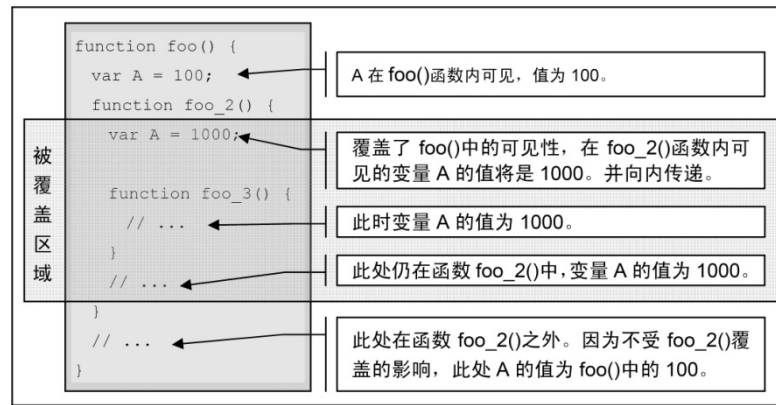 function foo() {
var A = 100;
A 在 foo()函数内可见，值为 100。
function foo_2() {
被覆盖区域
var A = 1000;
覆盖了 foo()中的可见性，在 foo_2()函数内可
见的变量 A 的值将是 1000。并向内传递。
function foo_3() {
// ...
此时变量 A 的值为 1000。
}
// ...
此处仍在函数 foo_2()中，变量 A 的值为 1000。
}
// ...
此处在函数 foo_2()之外。因为不受 foo_2()覆
盖的影响，此处 A 的值为 foo()中的 100。
}